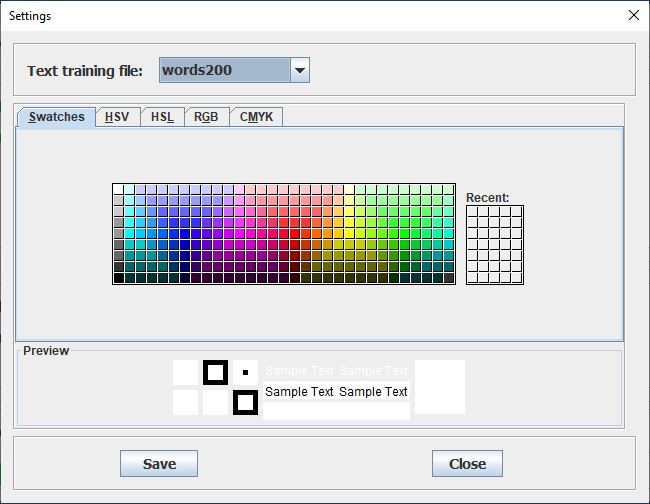 Settings
Text training file: words200
Swatches HSV HSL RGB CMYK
Recent:
Preview
Sample Text Sample Text
Sample Text Sample Text
Save Close